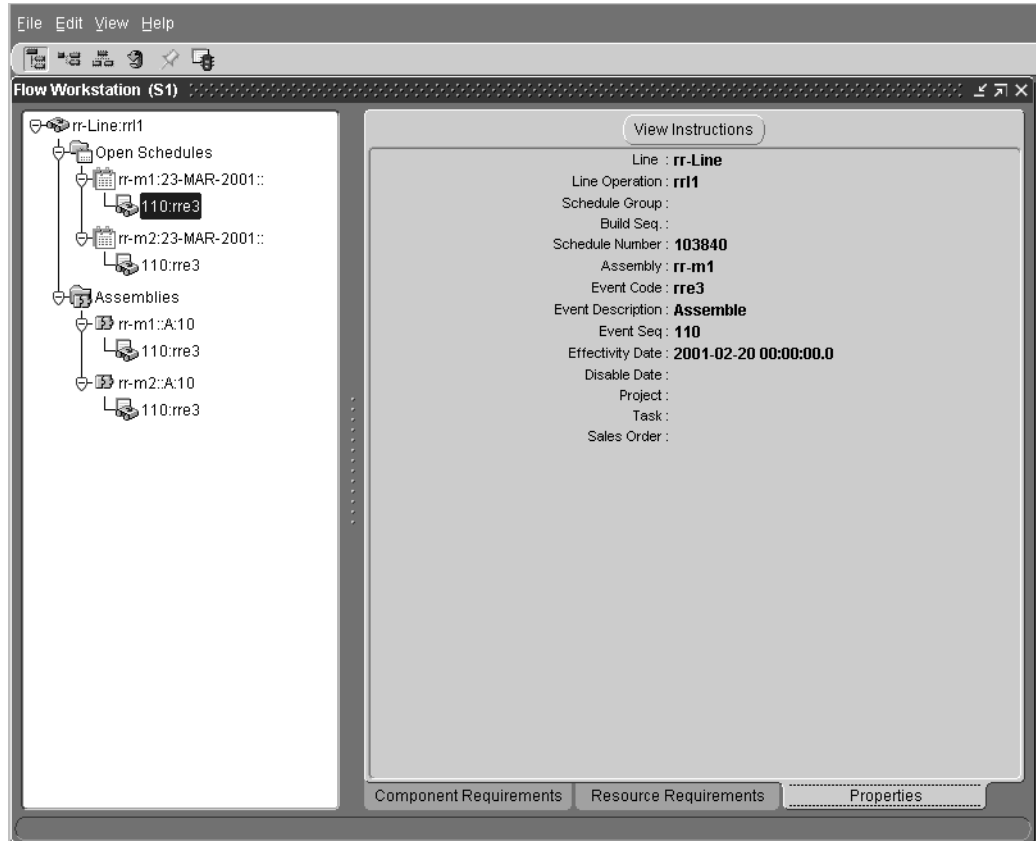 File Edit View Help
Flow Workstation (S1)
rr-Line:rrl1
Open Schedules
rr-m1:23-MAR-2001::
110:rre3
rr-m2:23-MAR-2001::
110:rre3
Assemblies
rr-m1::A:10
110:rre3
rr-m2::A:10
110:rre3
View Instructions
Line : rr-Line
Line Operation : rrl1
Schedule Group :
Build Seq. :
Schedule Number : 103840
Assembly : rr-m1
Event Code : rre3
Event Description : Assemble
Event Seq : 110
Effectivity Date : 2001-02-20 00:00:00.0
Disable Date :
Project :
Task :
Sales Order :
Component Requirements Resource Requirements Properties